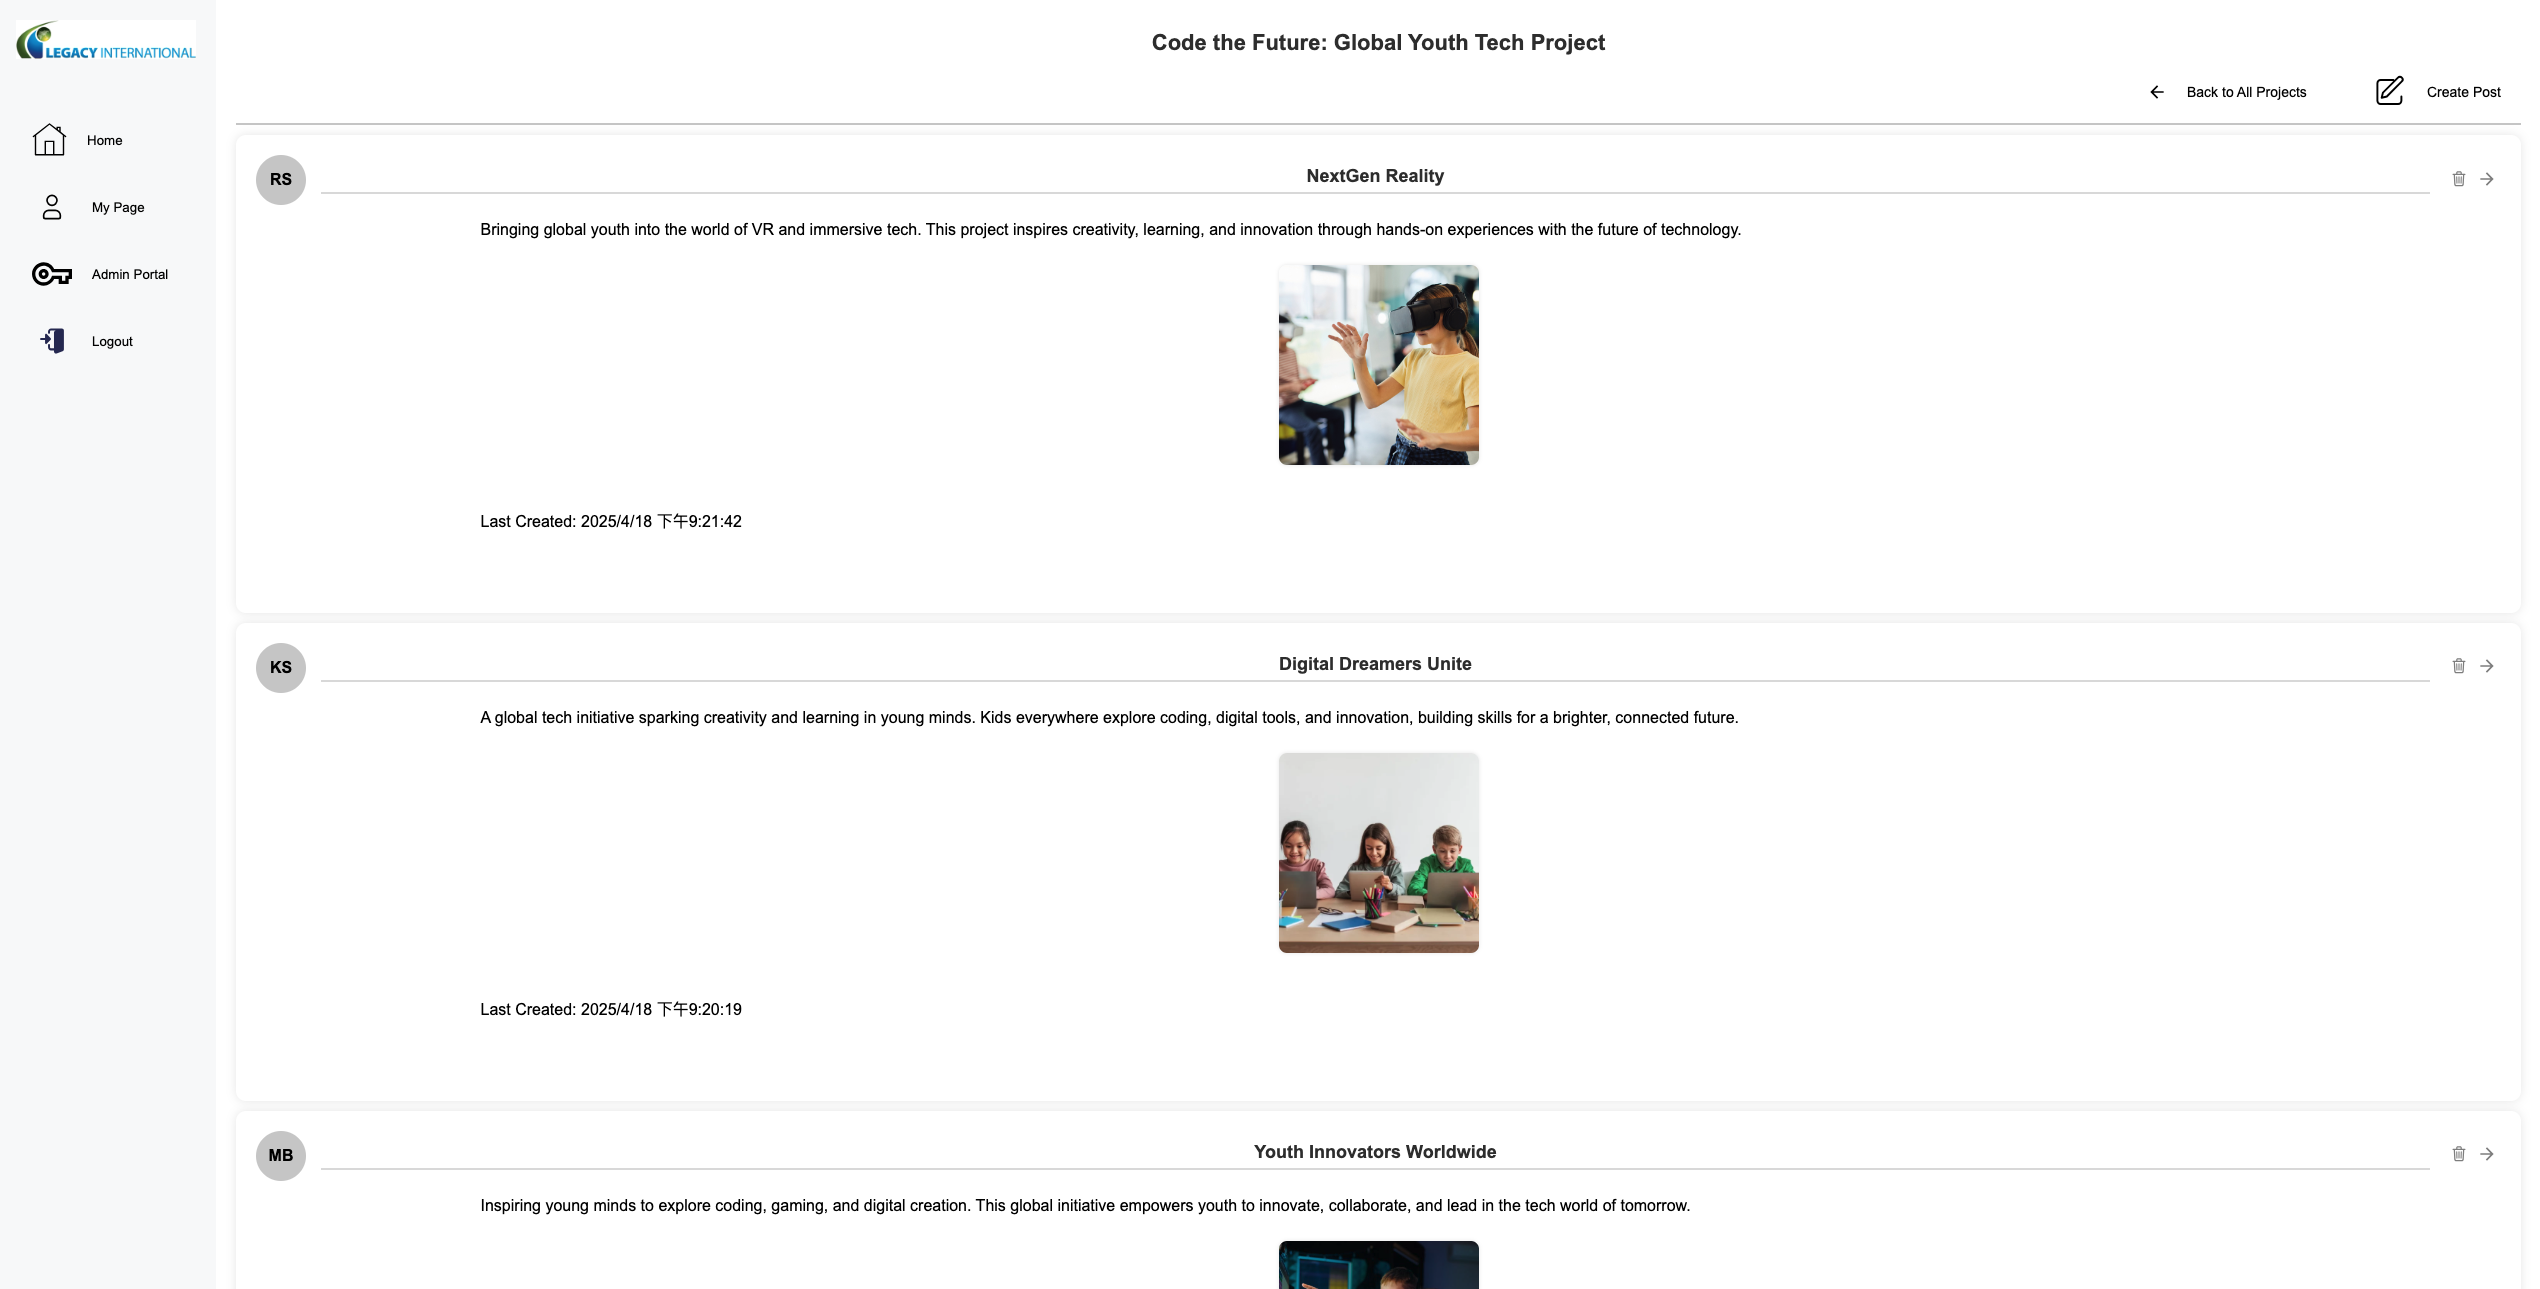 LEGACY INTERNATIONAL
Code the Future: Global Youth Tech Project
Back to All Projects
Create Post
Home
My Page
Admin Portal
Logout
RS
NextGen Reality
Bringing global youth into the world of VR and immersive tech. This project inspires creativity, learning, and innovation through hands-on experiences with the future of technology.
Last Created: 2025/4/18 下午9:21:42
KS
Digital Dreamers Unite
A global tech initiative sparking creativity and learning in young minds. Kids everywhere explore coding, digital tools, and innovation, building skills for a brighter, connected future.
Last Created: 2025/4/18 下午9:20:19
MB
Youth Innovators Worldwide
Inspiring young minds to explore coding, gaming, and digital creation. This global initiative empowers youth to innovate, collaborate, and lead in the tech world of tomorrow.